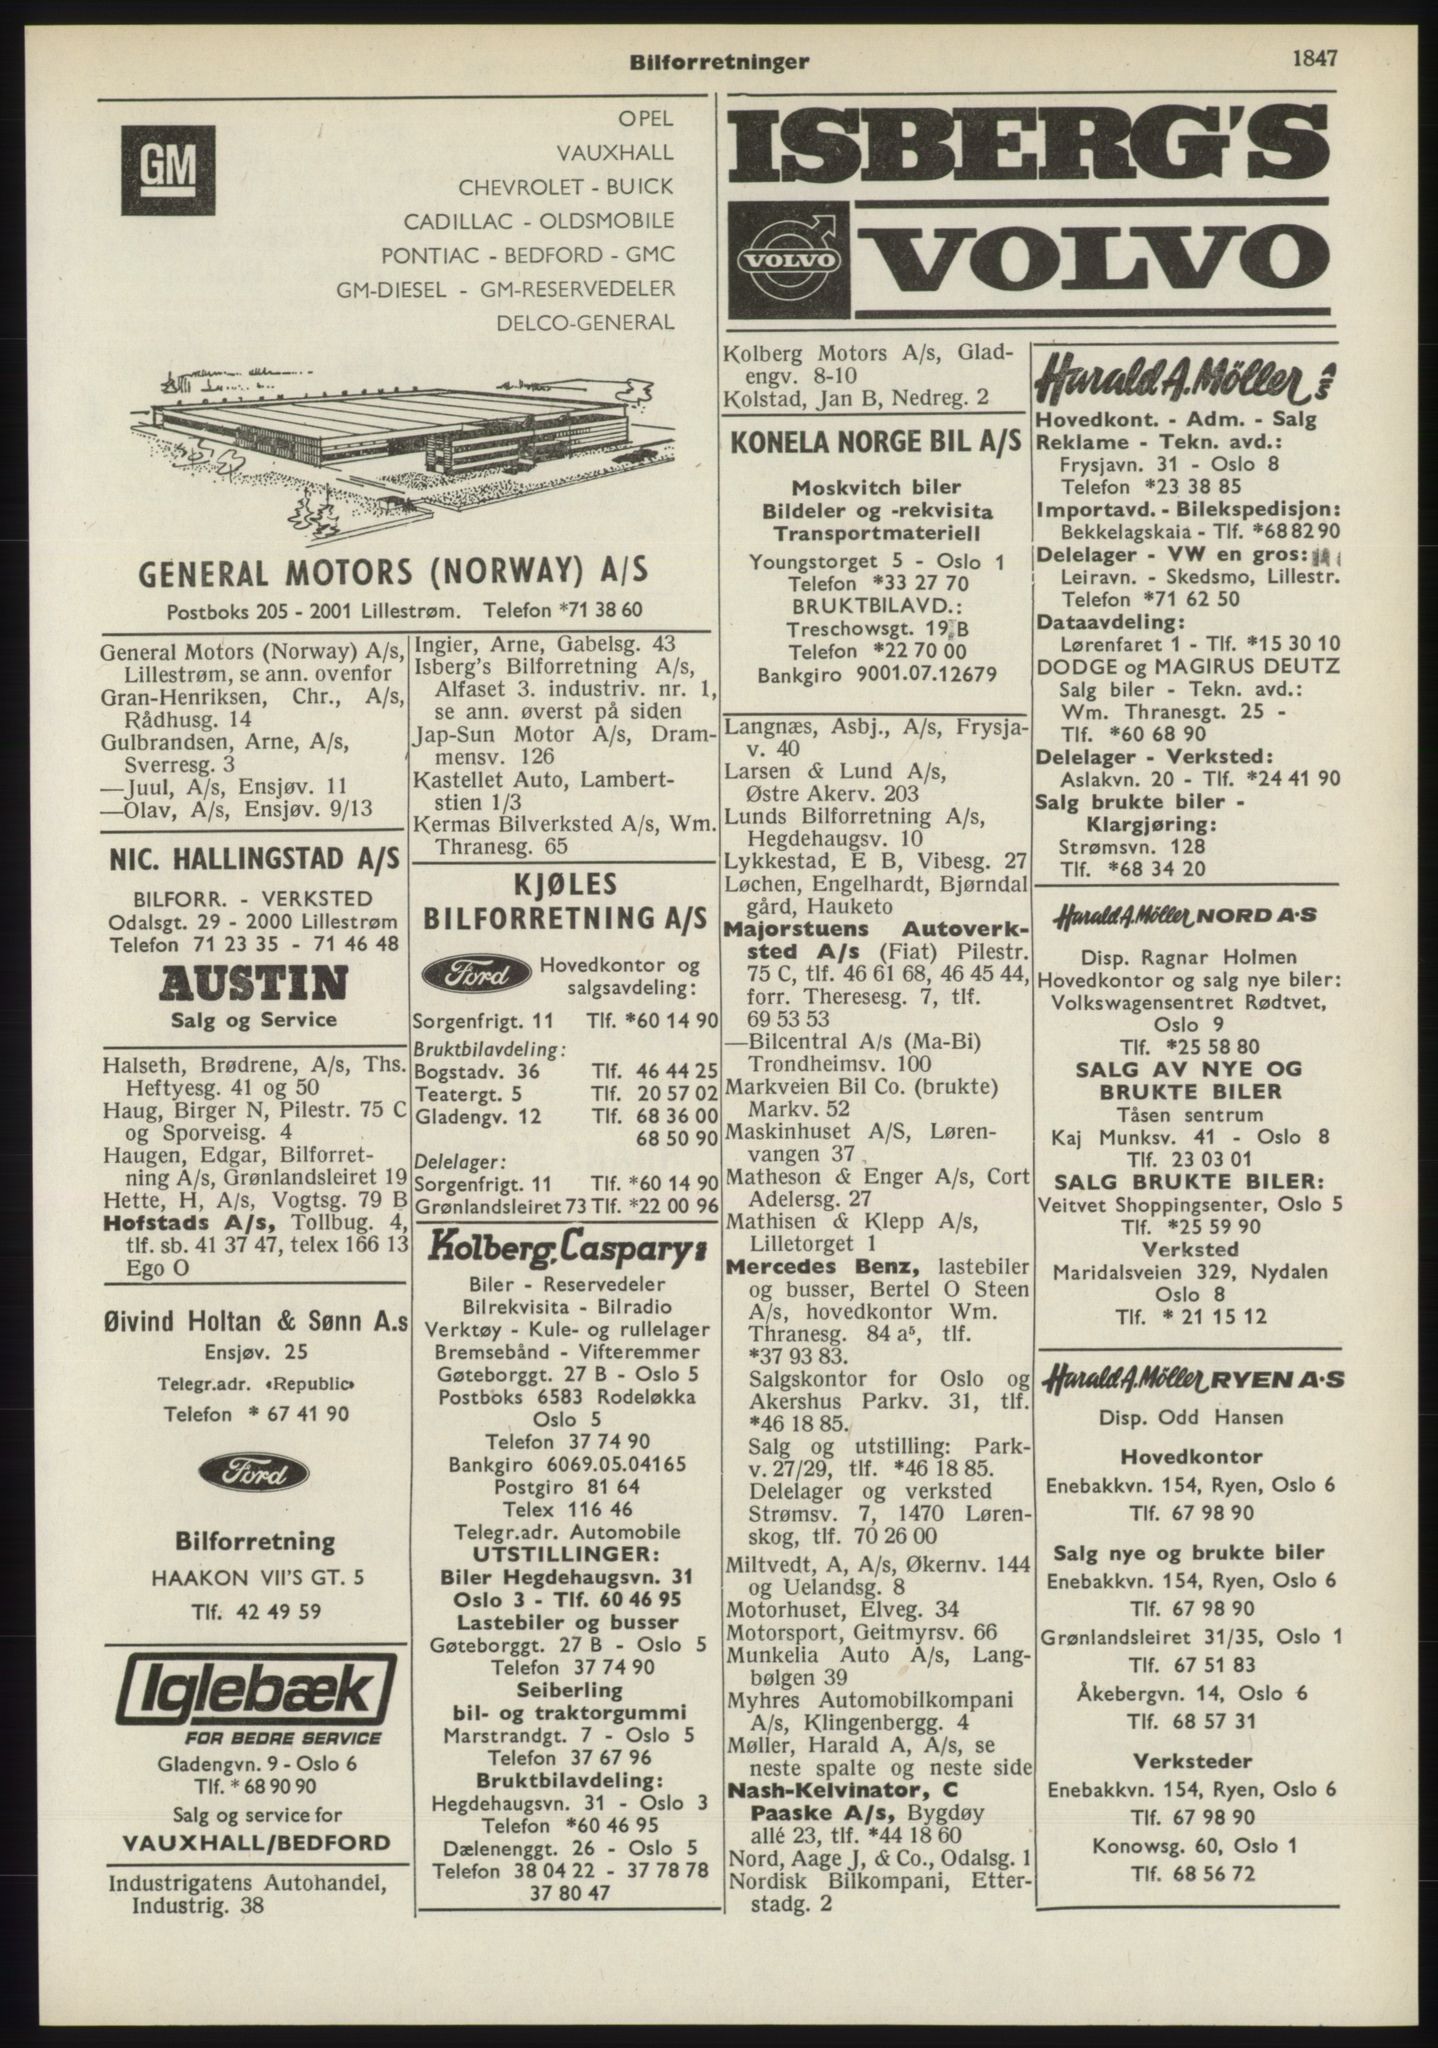 Bilforretninger
1847
GM
OPEL
VAUXHALL
CHEVROLET - BUICK
CADILLAC - OLDSMOBILE
PONTIAC - BEDFORD - GMC
GM-DIESEL - GM-RESERVEDELER
DELCO-GENERAL
GENERAL MOTORS (NORWAY) A/S
Postboks 205 - 2001 Lillestrøm. Telefon *71 38 60
General Motors (Norway) A/s,
Lillestrøm, se ann. ovenfor
Gran-Henriksen, Chr., A/s,
Rådhusg. 14
Gulbrandsen, Arne, A/s,
Sverresg. 3
—Juul, A/s, Ensjøv. 11
—Olav, A/s, Ensjøv. 9/13
NIC. HALLINGSTAD A/S
BILFORR. - VERKSTED
Odalsgt. 29 - 2000 Lillestrøm
Telefon 71 23 35 - 71 46 48
AUSTIN
Salg og Service
Halseth, Brødrene, A/s, Ths.
Heftyesg. 41 og 50
Haug, Birger N, Pilestr. 75 C
og Sporveisg. 4
Haugen, Edgar, Bilforret-
ning A/s, Grønlandsleiret 19
Hette, H, A/s, Vogtsg. 79 B
Hofstads A/s, Tollbug. 4,
tlf. sb. 41 37 47, telex 166 13
Ego O
Øivind Holtan & Sønn A.s
Ensjøv. 25
Telegr.adr. «Republic»
Telefon * 67 41 90
Ford
Bilforretning
HAAKON VII'S GT. 5
Tlf. 42 49 59
Iglebæk
FOR BEDRE SERVICE
Gladengvn. 9 - Oslo 6
Tlf. * 68 90 90
Salg og service for
VAUXHALL/BEDFORD
Industrigatens Autohandel,
Industrig. 38
Ingier, Arne, Gabelsg. 43
Isberg's Bilforretning A/s,
Alfaset 3. industriv. nr. 1,
se ann. øverst på siden
Jap-Sun Motor A/s, Dram-
mensv. 126
Kastellet Auto, Lambert-
stien 1/3
Kermas Bilverksted A/s, Wm.
Thranesg. 65
KJØLES
BILFORRETNING A/S
Ford
Hovedkontor og
salgsavdeling:
Sorgenfrigt. 11 Tlf. *60 14 90
Bruktbilavdeling:
Bogstadv. 36 Tlf. 46 44 25
Teatergt. 5 Tlf. 20 57 02
Gladengv. 12 Tlf. 68 36 00
68 50 90
Delelager:
Sorgenfrigt. 11 Tlf. *60 14 90
Grønlandsleiret 73 Tlf. *22 00 96
Kolberg, Caspary A/s
Biler - Reservedeler
Bilrekvisita - Bilradio
Verktøy - Kule- og rullelager
Bremsebånd - Vifteremmer
Gøteborggt. 27 B - Oslo 5
Postboks 6583 Rodeløkka
Oslo 5
Telefon 37 74 90
Bankgiro 6069.05.04165
Postgiro 81 64
Telex 116 46
Telegr.adr. Automobile
UTSTILLINGER:
Biler Hegdehaugsvn. 31
Oslo 3 - Tlf. 60 46 95
Lastebiler og busser
Gøteborggt. 27 B - Oslo 5
Telefon 37 74 90
Seiberling
bil- og traktorgummi
Marstrandgt. 7 - Oslo 5
Telefon 37 67 96
Bruktbilavdeling:
Hegdehaugsvn. 31 - Oslo 3
Telefon *60 46 95
Dælenenggt. 26 - Oslo 5
Telefon 38 04 22 - 37 78 78
37 80 47
ISBERG'S
VOLVO
VOLVO
Kolberg Motors A/s, Glad-
engv. 8-10
Kolstad, Jan B, Nedreg. 2
KONELA NORGE BIL A/S
Moskvitch biler
Bildeler og -rekvisita
Transportmateriell
Youngstorget 5 - Oslo 1
Telefon *33 27 70
BRUKTBILAVD.:
Treschowsgt. 19 B
Telefon *22 70 00
Bankgiro 9001.07.12679
Langnæs, Asbj., A/s, Frysja-
v. 40
Larsen & Lund A/s,
Østre Akerv. 203
Lunds Bilforretning A/s,
Hegdehaugsv. 10
Lykkestad, E B, Vibesg. 27
Løchen, Engelhardt, Bjørndal
gård, Hauketo
Majorstuens Autoverk-
sted A/s (Fiat) Pilestr.
75 C, tlf. 46 61 68, 46 45 44,
forr. Theresesg. 7, tlf.
69 53 53
—Bilcentral A/s (Ma-Bi)
Trondheimsv. 100
Markveien Bil Co. (brukte)
Markv. 52
Maskinhuset A/S, Løren-
vangen 37
Matheson & Enger A/s, Cort
Adelersg. 27
Mathisen & Klepp A/s,
Lilletorget 1
Mercedes Benz, lastebiler
og busser, Bertel O Steen
A/s, hovedkontor Wm.
Thranesg. 84 a⁵, tlf.
*37 93 83.
Salgskontor for Oslo og
Akershus Parkv. 31, tlf.
*46 18 85.
Salg og utstilling: Park-
v. 27/29, tlf. *46 18 85.
Delelager og verksted
Strømsv. 7, 1470 Løren-
skog, tlf. 70 26 00
Miltvedt, A, A/s, Økernv. 144
og Uelandsg. 8
Motorhuset, Elveg. 34
Motorsport, Geitmyrsv. 66
Munkelia Auto A/s, Lang-
bølgen 39
Myhres Automobilkompani
A/s, Klingenbergg. 4
Møller, Harald A, A/s, se
neste spalte og neste side
Nash-Kelvinator, C
Paaske A/s, Bygdøy
allé 23, tlf. *44 18 60
Nord, Aage J, & Co., Odalsg. 1
Nordisk Bilkompani, Etter-
stadg. 2
Harald A. Möller A/s
Hovedkont. - Adm. - Salg
Reklame - Tekn. avd.:
Frysjavn. 31 - Oslo 8
Telefon *23 38 85
Importavd. - Bilekspedisjon:
Bekkelagskaia - Tlf. *68 82 90
Delelager - VW en gros:
Leiravn. - Skedsmo, Lillestr.
Telefon *71 62 50
Dataavdeling:
Lørenfaret 1 - Tlf. *15 30 10
DODGE og MAGIRUS DEUTZ
Salg biler - Tekn. avd.:
Wm. Thranesgt. 25 -
Tlf. *60 68 90
Delelager - Verksted:
Aslakvn. 20 - Tlf. *24 41 90
Salg brukte biler -
Klargjøring:
Strømsvn. 128
Tlf. *68 34 20
Harald A. Möller NORD A·S
Disp. Ragnar Holmen
Hovedkontor og salg nye biler:
Volkswagensentret Rødtvet,
Oslo 9
Tlf. *25 58 80
SALG AV NYE OG
BRUKTE BILER
Tåsen sentrum
Kaj Munksv. 41 - Oslo 8
Tlf. 23 03 01
SALG BRUKTE BILER:
Veitvet Shoppingsenter, Oslo 5
Tlf. *25 59 90
Verksted
Maridalsveien 329, Nydalen
Oslo 8
Tlf. * 21 15 12
Harald A. Möller RYEN A·S
Disp. Odd Hansen
Hovedkontor
Enebakkvn. 154, Ryen, Oslo 6
Tlf. 67 98 90
Salg nye og brukte biler
Enebakkvn. 154, Ryen, Oslo 6
Tlf. 67 98 90
Grønlandsleiret 31/35, Oslo 1
Tlf. 67 51 83
Åkebergvn. 14, Oslo 6
Tlf. 68 57 31
Verksteder
Enebakkvn. 154, Ryen, Oslo 6
Tlf. 67 98 90
Konowsg. 60, Oslo 1
Tlf. 68 56 72